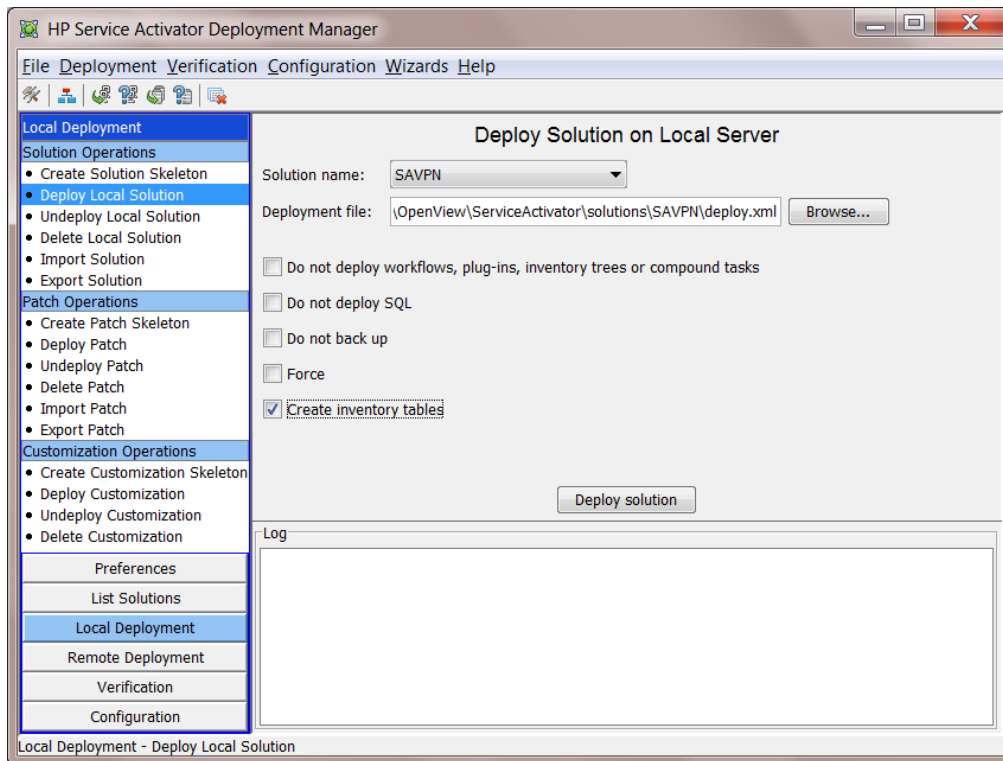 HP Service Activator Deployment Manager
File Deployment Verification Configuration Wizards Help
Local Deployment
Solution Operations
• Create Solution Skeleton
• Deploy Local Solution
• Undeploy Local Solution
• Delete Local Solution
• Import Solution
• Export Solution
Patch Operations
• Create Patch Skeleton
• Deploy Patch
• Undeploy Patch
• Delete Patch
• Import Patch
• Export Patch
Customization Operations
• Create Customization Skeleton
• Deploy Customization
• Undeploy Customization
• Delete Customization
Preferences
List Solutions
Local Deployment
Remote Deployment
Verification
Configuration
Deploy Solution on Local Server
Solution name: SAVPN
Deployment file: \OpenView\ServiceActivator\solutions\SAVPN\deploy.xml Browse...
Do not deploy workflows, plug-ins, inventory trees or compound tasks
Do not deploy SQL
Do not back up
Force
Create inventory tables
Deploy solution
Log
Local Deployment - Deploy Local Solution